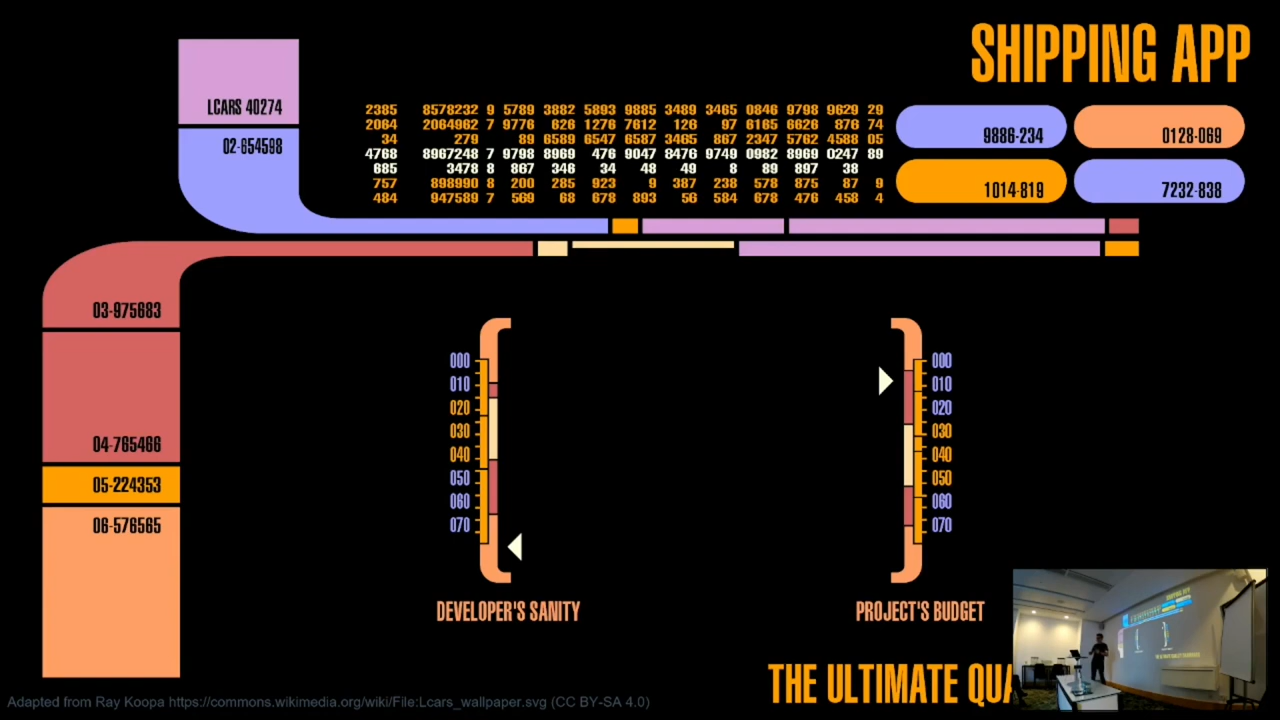 SHIPPING APP
LCARS 40274
02-654598
2385 8578232 9 5789 3882 5893 9885 3489 3465 0846 9798 9629 29
2064 2064962 7 9776 626 1278 7612 126 97 6165 6626 876 74
34 279 89 6589 6547 6587 3465 867 2347 5762 4588 05
4768 8967248 7 9798 8969 476 9047 8476 9749 0982 8969 0247 89
685 3478 8 867 346 34 48 49 8 89 897 38
757 898990 8 200 285 923 9 387 238 578 875 87 9
484 947589 7 569 68 678 893 56 584 678 476 458 4
9886-234
0128-069
1014-819
7232-838
03-975683
04-765466
05-224353
06-576565
000
010
020
030
040
050
060
070
DEVELOPER'S SANITY
000
010
020
030
040
050
060
070
PROJECT'S BUDGET
THE ULTIMATE
Adapted from Ray Koopa https://commons.wikimedia.org/wiki/File:Lcars_wallpaper.svg (CC BY-SA 4.0)